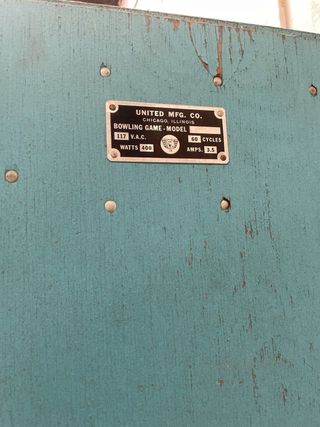 UNITED MFG. CO.
CHICAGO, ILLINOIS
BOWLING GAME - MODEL
117 V.A.C. 60 CYCLES
WATTS 400 AMPS. 3.5